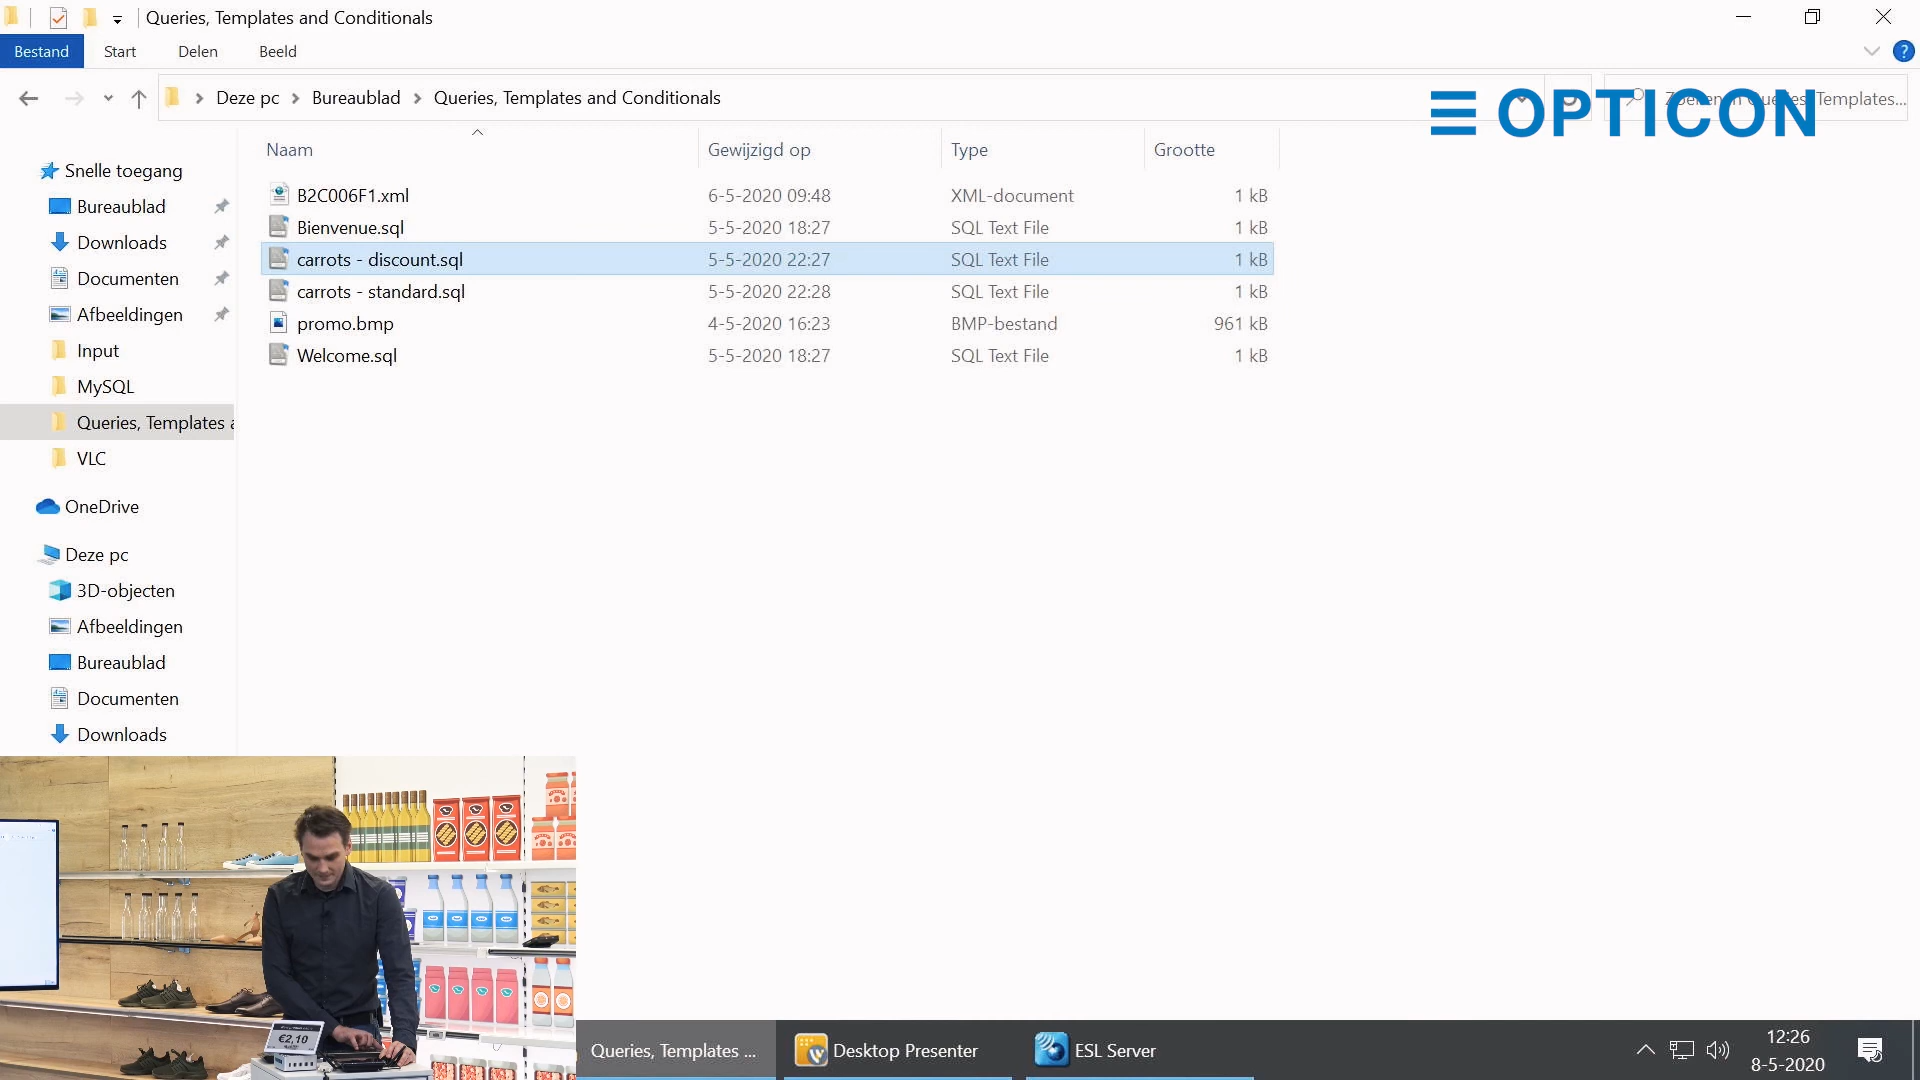 Queries, Templates and Conditionals
Bestand Start Delen Beeld
Deze pc Bureaublad Queries, Templates and Conditionals
OPTICON
Naam Gewijzigd op Type Grootte
B2C006F1.xml 6-5-2020 09:48 XML-document 1 kB
Bienvenue.sql 5-5-2020 18:27 SQL Text File 1 kB
carrots - discount.sql 5-5-2020 22:27 SQL Text File 1 kB
carrots - standard.sql 5-5-2020 22:28 SQL Text File 1 kB
promo.bmp 4-5-2020 16:23 BMP-bestand 961 kB
Welcome.sql 5-5-2020 18:27 SQL Text File 1 kB
Snelle toegang
Bureaublad
Downloads
Documenten
Afbeeldingen
Input
MySQL
Queries, Templates a
VLC
OneDrive
Deze pc
3D-objecten
Afbeeldingen
Bureaublad
Documenten
Downloads
€2,10
Queries, Templates ...
Desktop Presenter
ESL Server
12:26
8-5-2020